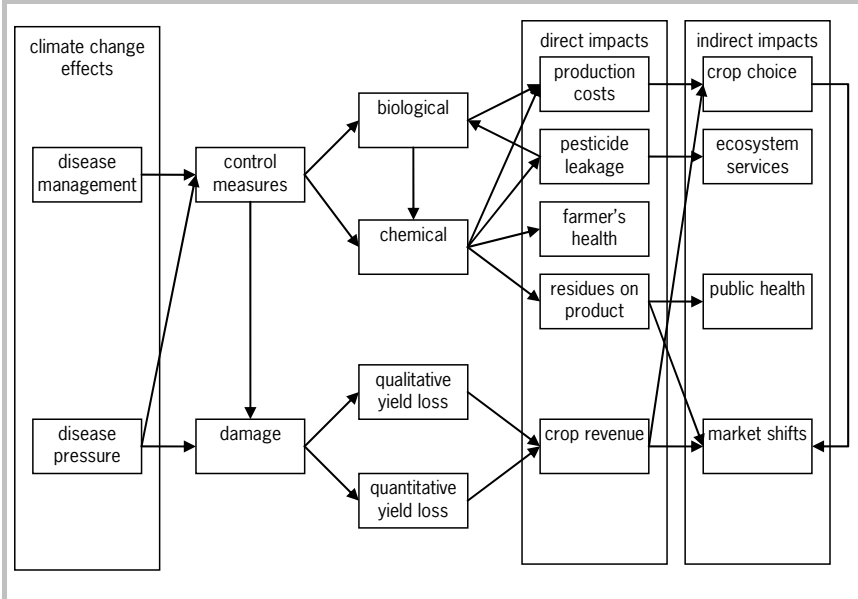 climate change
effects
disease
management
disease
pressure
control
measures
damage
biological
chemical
qualitative
yield loss
quantitative
yield loss
direct impacts
production
costs
pesticide
leakage
farmer's
health
residues on
product
crop revenue
indirect impacts
crop choice
ecosystem
services
public health
market shifts